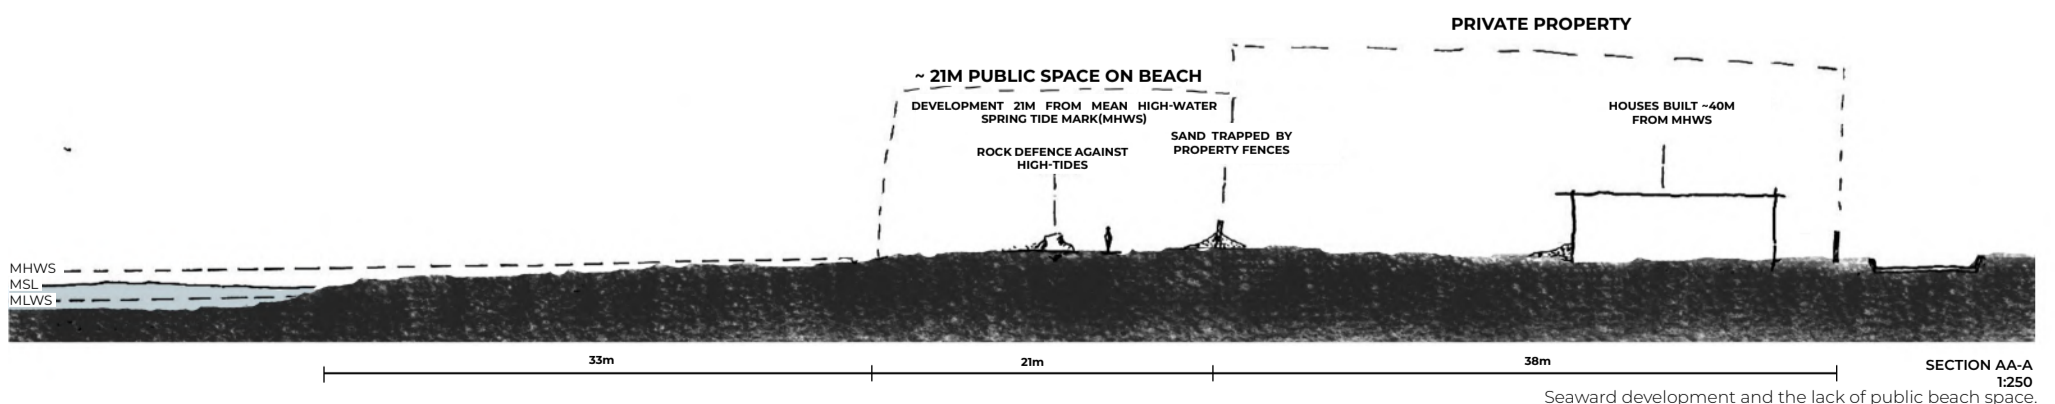 PRIVATE PROPERTY
~ 21M PUBLIC SPACE ON BEACH
DEVELOPMENT 21M FROM MEAN HIGH-WATER
SPRING TIDE MARK(MHWS)
ROCK DEFENCE AGAINST
HIGH-TIDES
SAND TRAPPED BY
PROPERTY FENCES
HOUSES BUILT ~40M
FROM MHWS
MHWS
MSL
MLWS
33m
21m
38m
SECTION AA-A
1:250
Seaward development and the lack of public beach space.